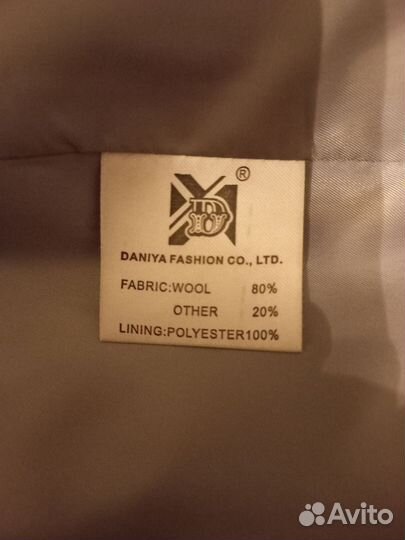 ®
D
DANIYA FASHION CO., LTD.
FABRIC:WOOL 80%
OTHER 20%
LINING:POLYESTER100%
Avito